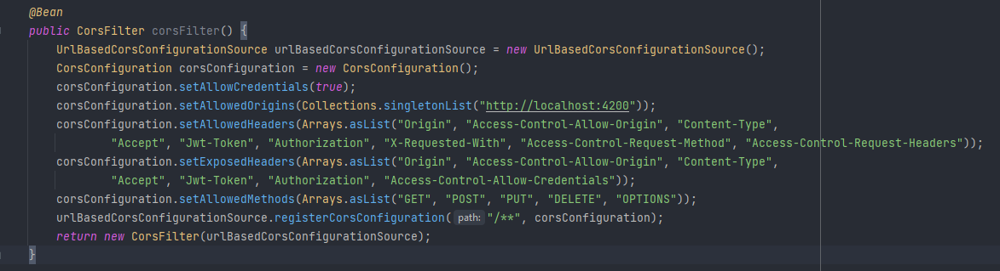 @Bean
public CorsFilter corsFilter() {
UrlBasedCorsConfigurationSource urlBasedCorsConfigurationSource = new UrlBasedCorsConfigurationSource();
CorsConfiguration corsConfiguration = new CorsConfiguration();
corsConfiguration.setAllowCredentials(true);
corsConfiguration.setAllowedOrigins(Collections.singletonList("http://localhost:4200"));
corsConfiguration.setAllowedHeaders(Arrays.asList("Origin", "Access-Control-Allow-Origin", "Content-Type",
"Accept", "Jwt-Token", "Authorization", "X-Requested-With", "Access-Control-Request-Method", "Access-Control-Request-Headers"));
corsConfiguration.setExposedHeaders(Arrays.asList("Origin", "Access-Control-Allow-Origin", "Content-Type",
"Accept", "Jwt-Token", "Authorization", "Access-Control-Allow-Credentials"));
corsConfiguration.setAllowedMethods(Arrays.asList("GET", "POST", "PUT", "DELETE", "OPTIONS"));
urlBasedCorsConfigurationSource.registerCorsConfiguration( path: "/**", corsConfiguration);
return new CorsFilter(urlBasedCorsConfigurationSource);
}